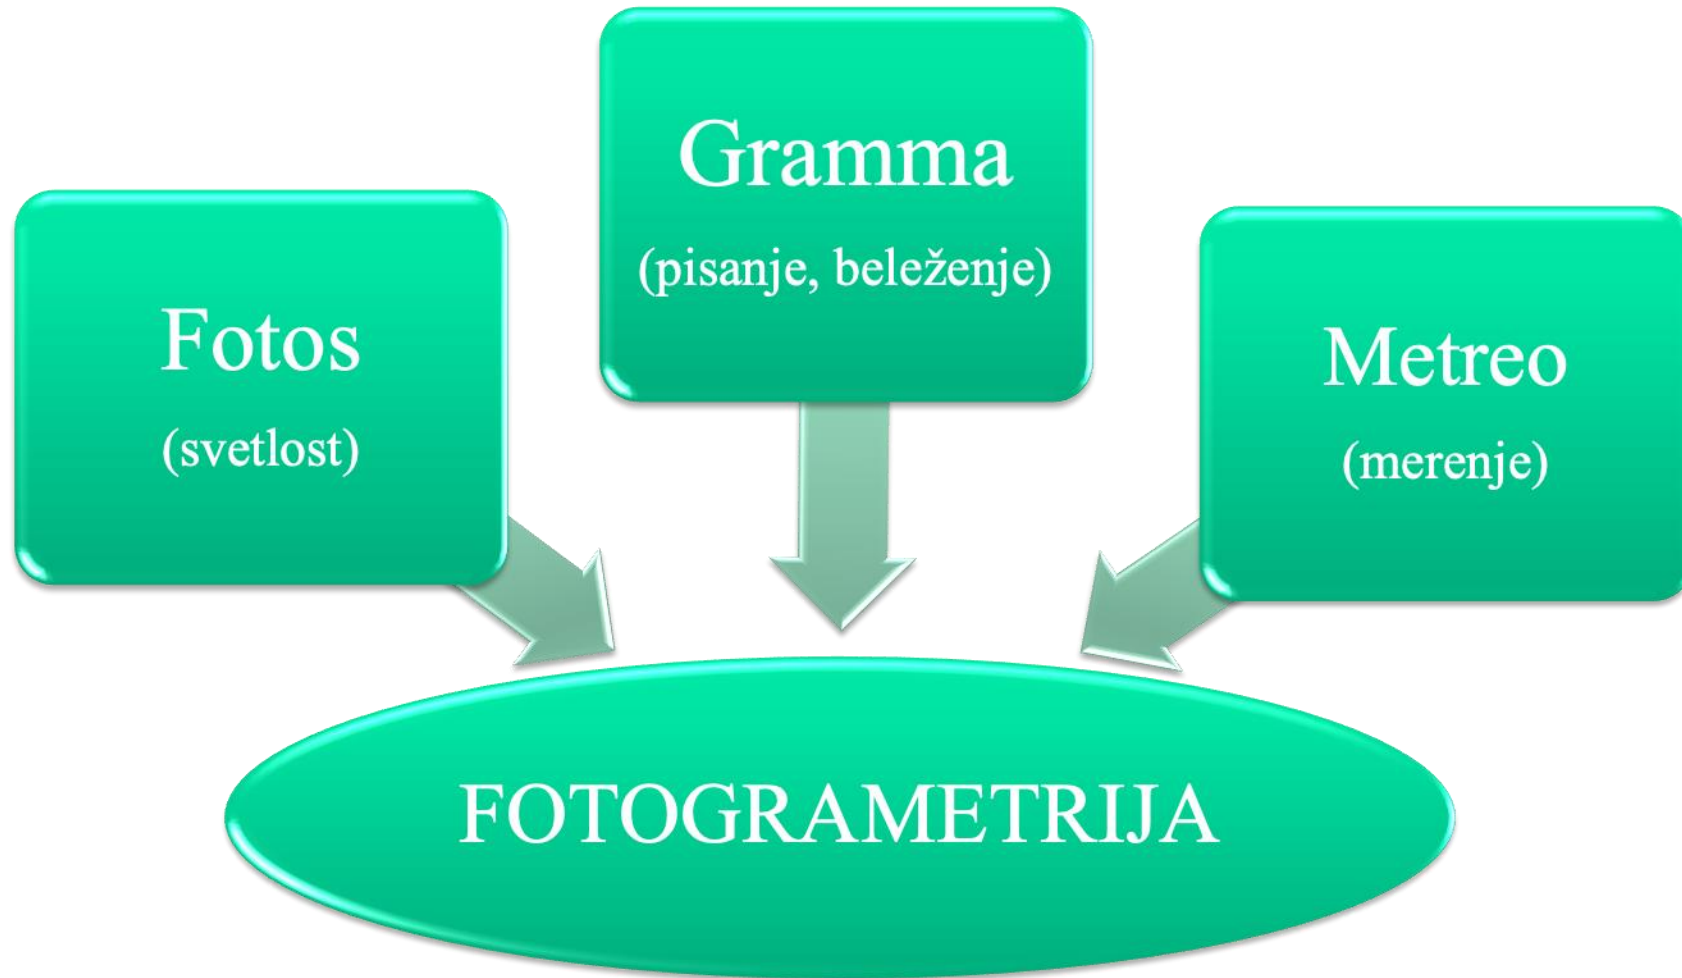 Fotos
(svetlost)
Gramma
(pisanje, beleženje)
Metreo
(merenje)
FOTOGRAMETRIJA